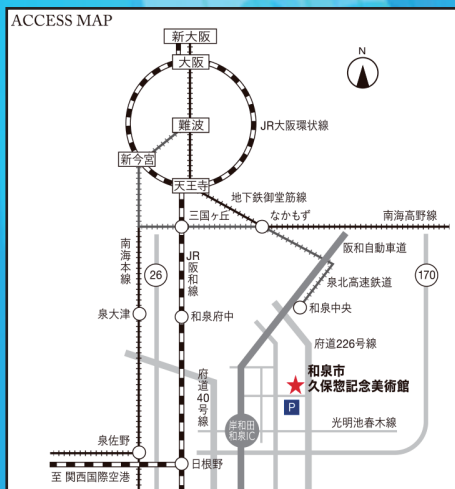 ACCESS MAP
新大阪
大阪
N
難波
JR大阪環状線
新今宮
天王寺
地下鉄御堂筋線
三国ヶ丘
なかもず
南海高野線
南海本線
26
JR阪和線
阪和自動車道
泉北高速鉄道
170
泉大津
和泉府中
和泉中央
府道226号線
府道40号線
和泉市
久保惣記念美術館
P
岸和田
和泉IC
光明池春木線
泉佐野
日根野
至 関西国際空港